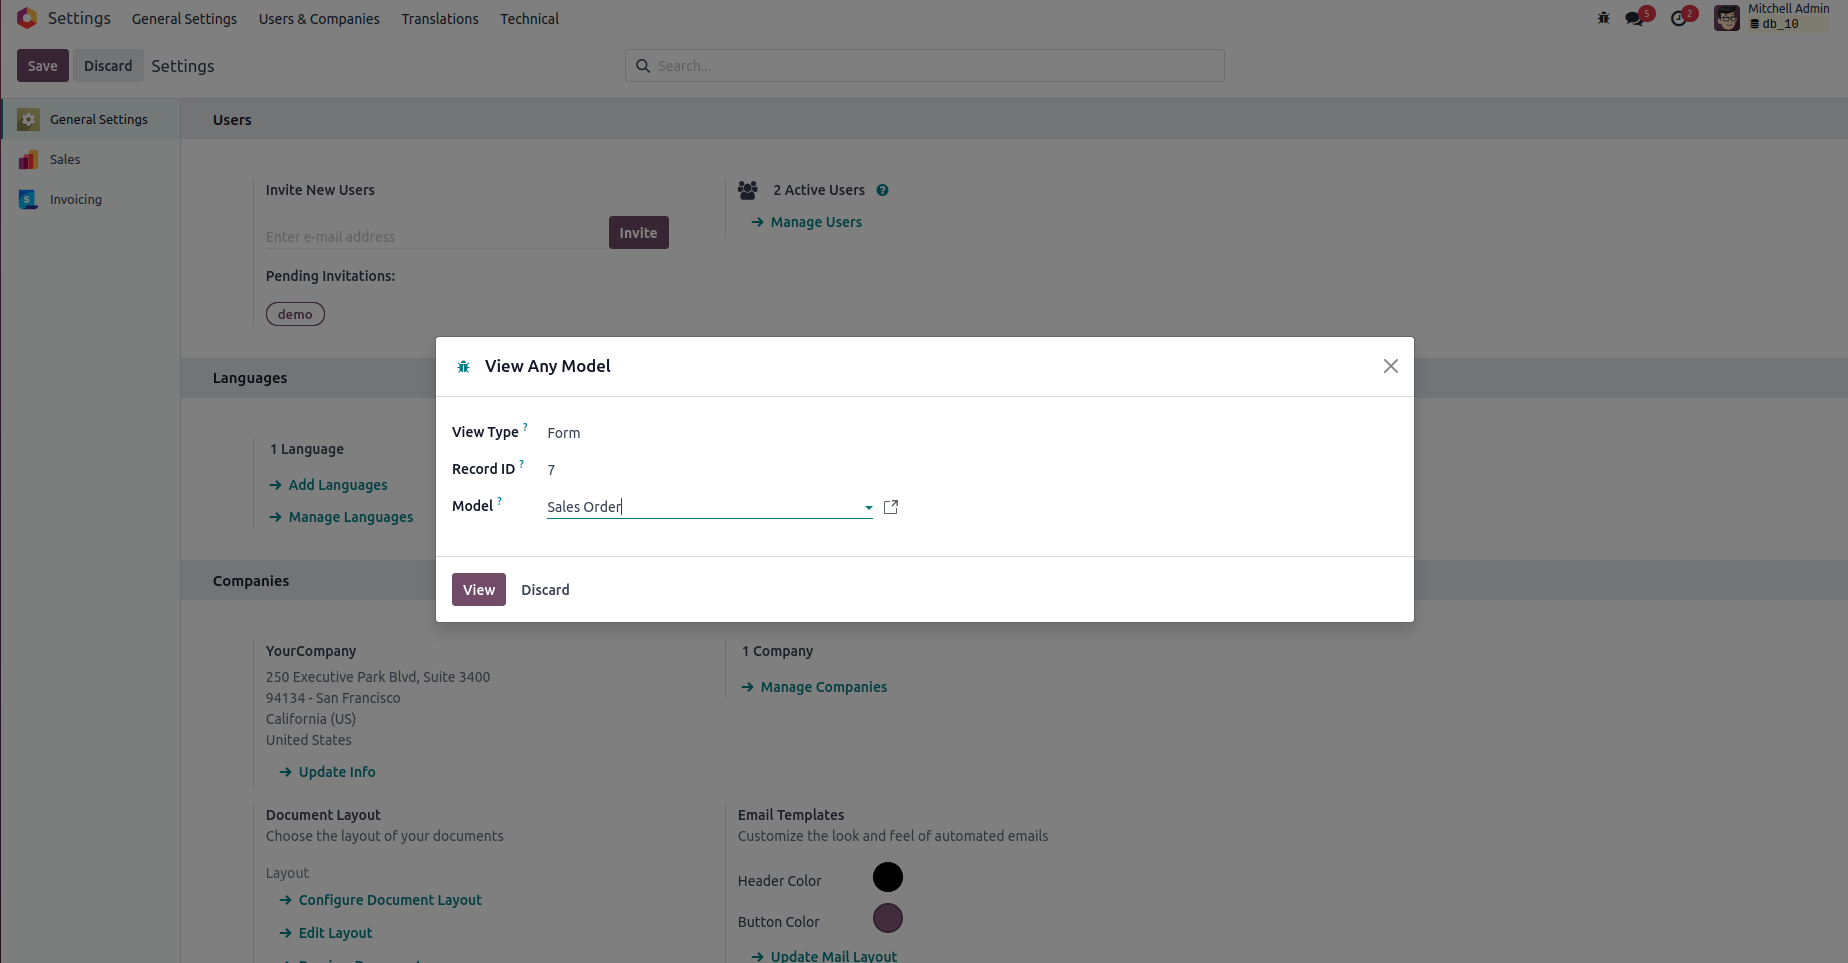 Settings General Settings Users & Companies Translations Technical 5 2 Mitchell Admin
db_10
Save Discard Settings Search...
General Settings
Sales
Invoicing
Users
Invite New Users
Enter e-mail address Invite
Pending Invitations:
demo
2 Active Users ?
→ Manage Users
Languages
1 Language
→ Add Languages
→ Manage Languages
View Any Model
View Type ? Form
Record ID ? 7
Model ? Sales Order
View Discard
Companies
YourCompany
250 Executive Park Blvd, Suite 3400
94134 - San Francisco
California (US)
United States
→ Update Info
1 Company
→ Manage Companies
Document Layout
Choose the layout of your documents
Layout
→ Configure Document Layout
→ Edit Layout
Email Templates
Customize the look and feel of automated emails
Header Color
Button Color
→ Update Mail Layout